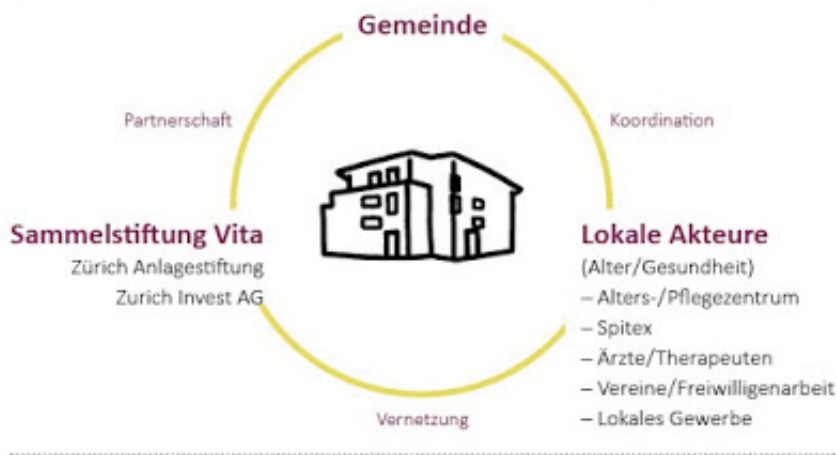 Gemeinde
Partnerschaft
Koordination
Sammelstiftung Vita
Zürich Anlagestiftung
Zurich Invest AG
Lokale Akteure
(Alter/Gesundheit)
– Alters-/Pflegezentrum
– Spitex
– Ärzte/Therapeuten
– Vereine/Freiwilligenarbeit
– Lokales Gewerbe
Vernetzung